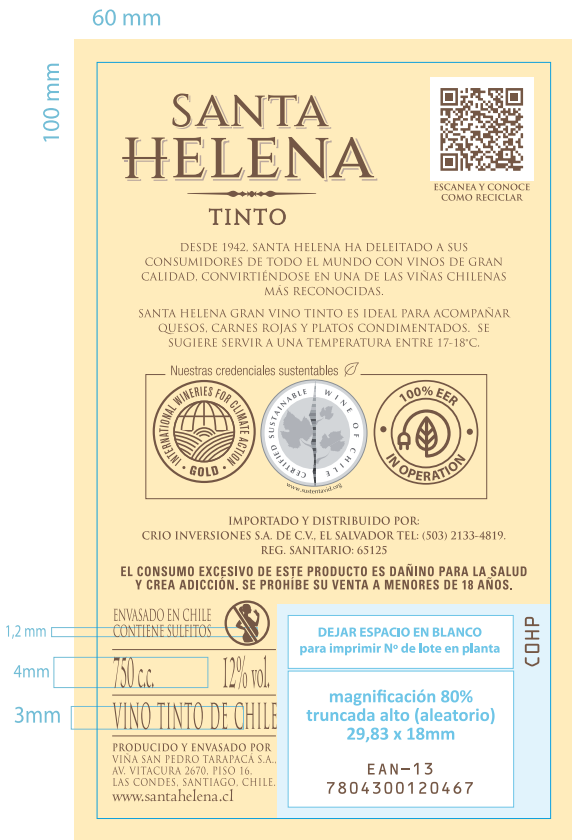 60 mm
100 mm
SANTA
HELENA
TINTO
ESCANEA Y CONOCE
COMO RECICLAR
DESDE 1942, SANTA HELENA HA DELEITADO A SUS
CONSUMIDORES DE TODO EL MUNDO CON VINOS DE GRAN
CALIDAD, CONVIRTIÉNDOSE EN UNA DE LAS VIÑAS CHILENAS
MÁS RECONOCIDAS.
SANTA HELENA GRAN VINO TINTO ES IDEAL PARA ACOMPAÑAR
QUESOS, CARNES ROJAS Y PLATOS CONDIMENTADOS. SE
SUGIERE SERVIR A UNA TEMPERATURA ENTRE 17-18°C.
Nuestras credenciales sustentables
INTERNATIONAL WINERIES FOR CLIMATE ACTION
• GOLD •
CERTIFIED SUSTAINABLE WINE OF CHILE
www.sustentavid.org
100% EER
IN OPERATION
IMPORTADO Y DISTRIBUIDO POR:
CRIO INVERSIONES S.A. DE C.V., EL SALVADOR TEL: (503) 2133-4819.
REG. SANITARIO: 65125
EL CONSUMO EXCESIVO DE ESTE PRODUCTO ES DAÑINO PARA LA SALUD
Y CREA ADICCIÓN. SE PROHÍBE SU VENTA A MENORES DE 18 AÑOS.
ENVASADO EN CHILE
CONTIENE SULFITOS
1,2 mm
4mm
750 c.c. 12% vol.
3mm
VINO TINTO DE CHILE
PRODUCIDO Y ENVASADO POR
VIÑA SAN PEDRO TARAPACA S.A.,
AV. VITACURA 2670, PISO 16,
LAS CONDES, SANTIAGO, CHILE.
www.santahelena.cl
DEJAR ESPACIO EN BLANCO
para imprimir Nº de lote en planta
COHP
magnificación 80%
truncada alto (aleatorio)
29,83 x 18mm
EAN-13
7804300120467